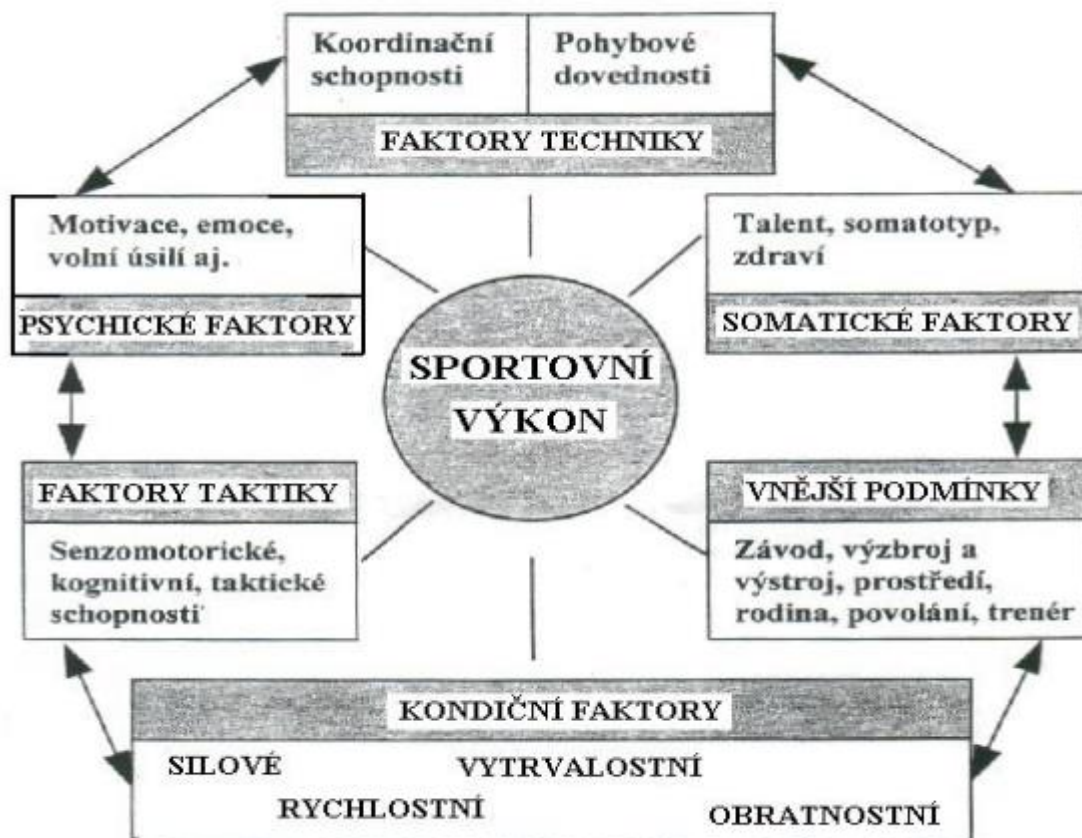 Koordinační
schopnosti
Pohybové
dovednosti
FAKTORY TECHNIKY
Motivace, emoce,
volní úsilí aj.
PSYCHICKÉ FAKTORY
Talent, somatotyp,
zdraví
SOMATICKÉ FAKTORY
SPORTOVNÍ
VÝKON
FAKTORY TAKTIKY
Senzomotorické,
kognitivní, taktické
schopnosti
VNĚJŠÍ PODMÍNKY
Závod, výzbroj a
výstroj, prostředí,
rodina, povolání, trenér
KONDIČNÍ FAKTORY
SILOVÉ
VYTRVALOSTNÍ
RYCHLOSTNÍ
OBRATNOSTNÍ